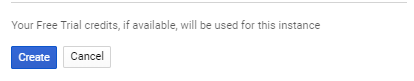 Your Free Trial credits, if available, will be used for this instance
Create Cancel